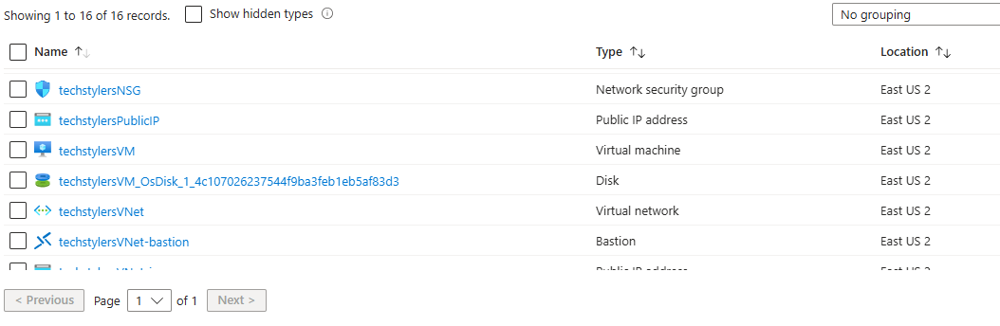 Showing 1 to 16 of 16 records. Show hidden types No grouping
Name Type Location
techstylersNSG Network security group East US 2
techstylersPublicIP Public IP address East US 2
techstylersVM Virtual machine East US 2
techstylersVM_OsDisk_1_4c107026237544f9ba3feb1eb5af83d3 Disk East US 2
techstylersVNet Virtual network East US 2
techstylersVNet-bastion Bastion East US 2
Public IP address East US 2
< Previous Page 1 of 1 Next >